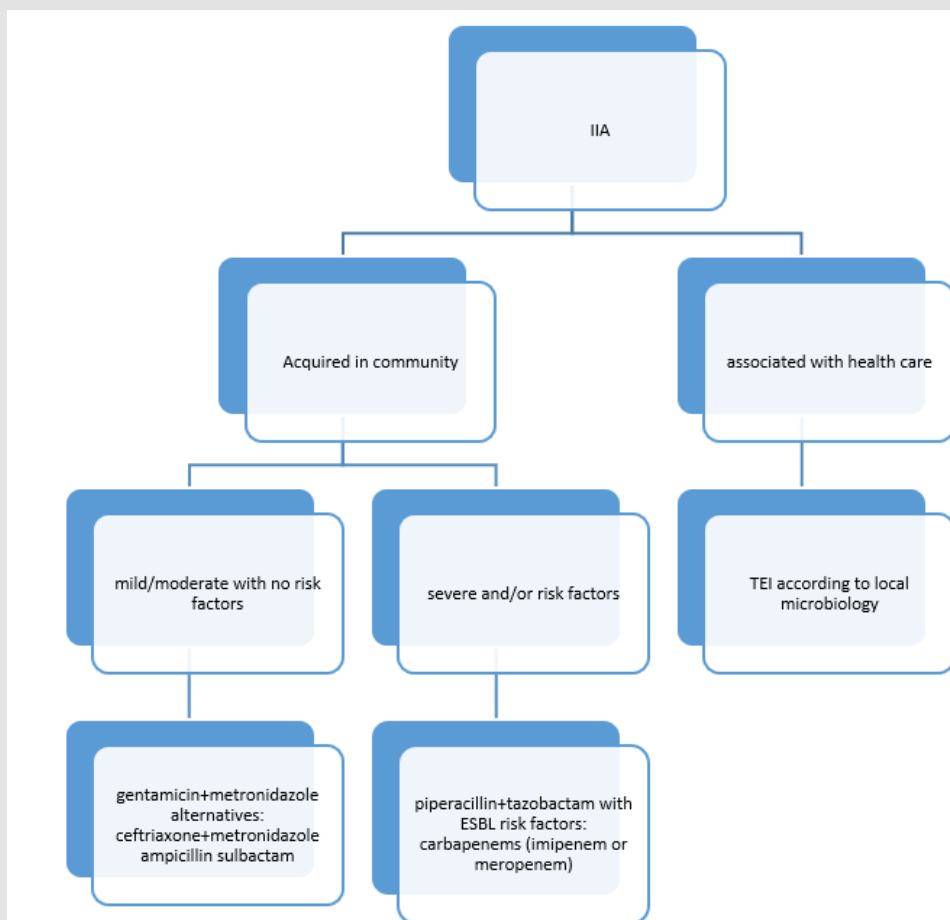 IIA
Acquired in community
associated with health care
mild/moderate with no risk
factors
severe and/or risk factors
TEI according to local
microbiology
gentamicin+metronidazole
alternatives:
ceftriaxone+metronidazole
ampicillin sulbactam
piperacillin+tazobactam with
ESBL risk factors:
carbapenems (imipenem or
meropenem)